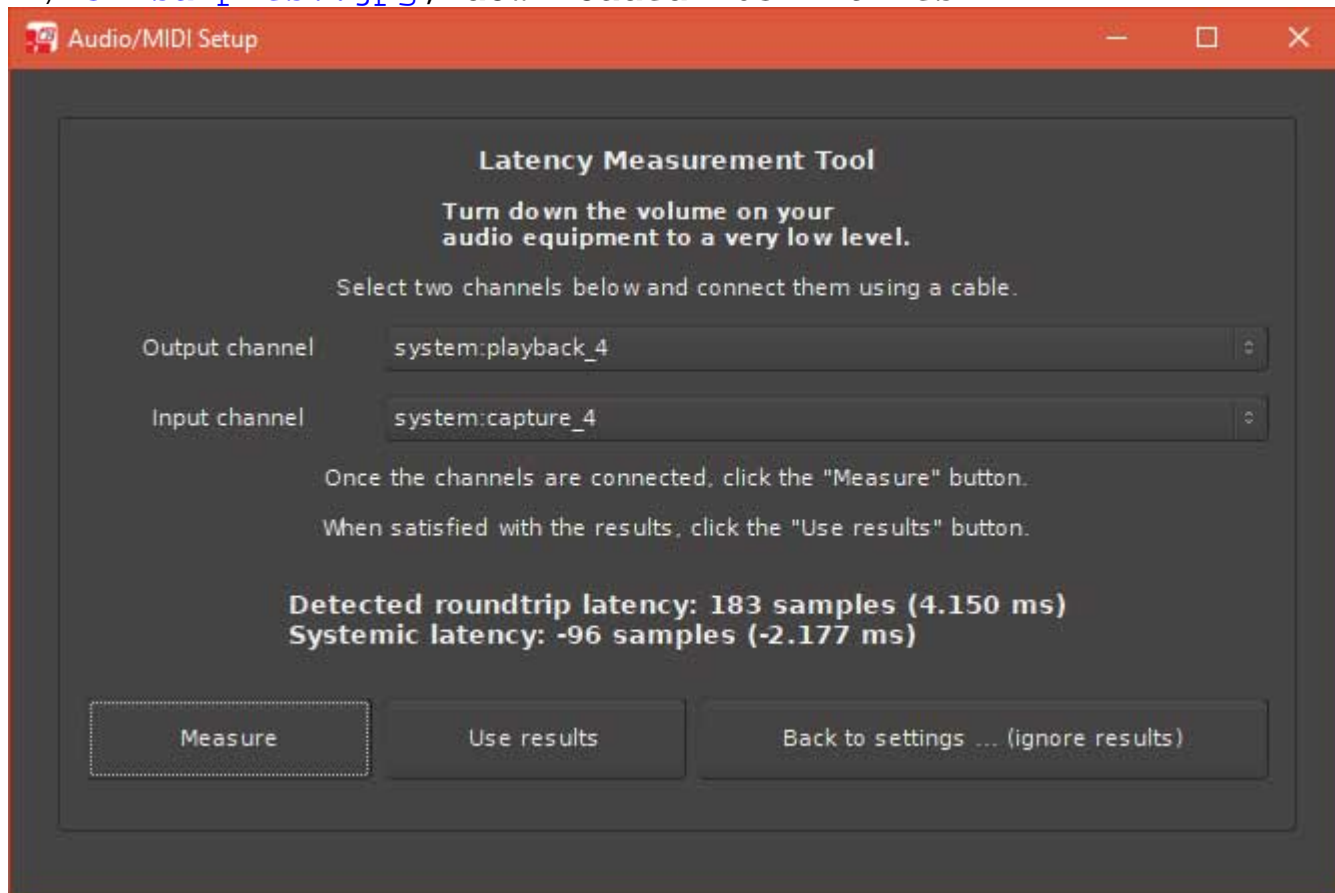 Audio/MIDI Setup
Latency Measurement Tool
Turn down the volume on your
audio equipment to a very low level.
Select two channels below and connect them using a cable.
Output channel system:playback_4
Input channel system:capture_4
Once the channels are connected, click the "Measure" button.
When satisfied with the results, click the "Use results" button.
Detected roundtrip latency: 183 samples (4.150 ms)
Systemic latency: -96 samples (-2.177 ms)
Measure Use results Back to settings ... (ignore results)